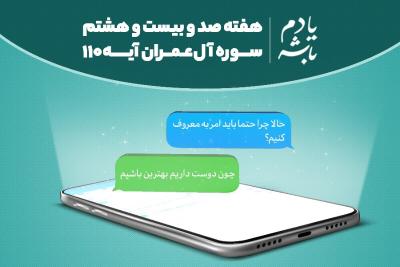 یادم
باشه
هفته صد و بیست و هشتم
سوره آل عمران آیه ۱۱۰
حالا چرا حتما باید امر به معروف
کنیم؟
چون دوست داریم بهترین باشیم